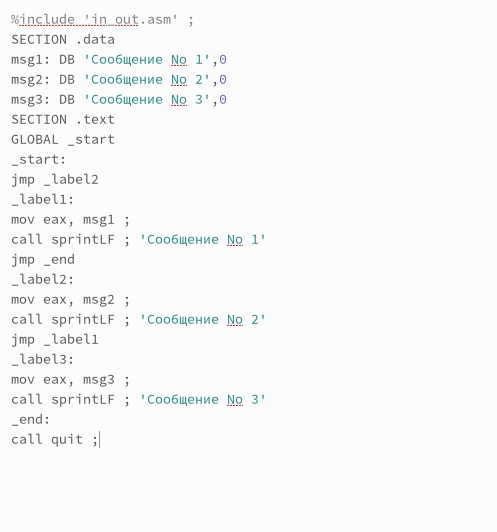 %include 'in_out.asm' ;
SECTION .data
msg1: DB 'Сообщение No 1',0
msg2: DB 'Сообщение No 2',0
msg3: DB 'Сообщение No 3',0
SECTION .text
GLOBAL _start
_start:
jmp _label2
_label1:
mov eax, msg1 ;
call sprintLF ; 'Сообщение No 1'
jmp _end
_label2:
mov eax, msg2 ;
call sprintLF ; 'Сообщение No 2'
jmp _label1
_label3:
mov eax, msg3 ;
call sprintLF ; 'Сообщение No 3'
_end:
call quit ;